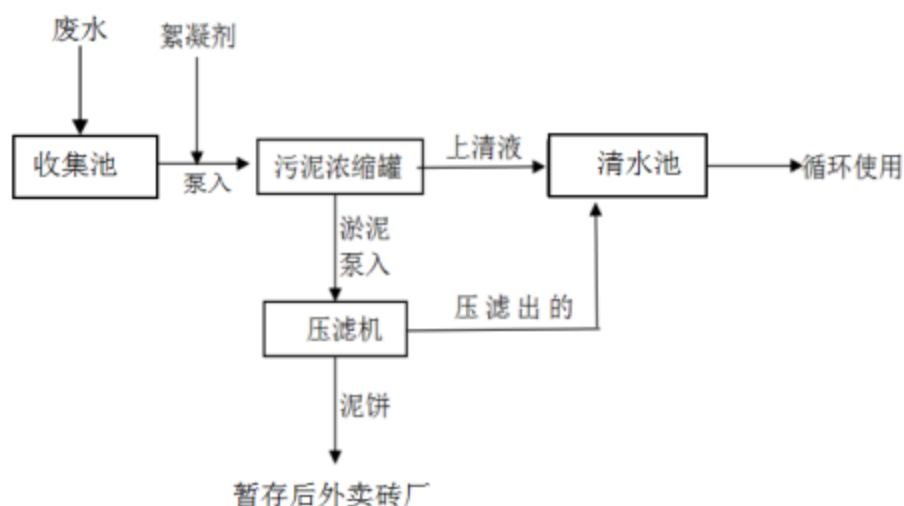 废水
絮凝剂
收集池
泵入
污泥浓缩罐
上清液
清水池
循环使用
淤泥
泵入
压滤机
压滤出的
泥饼
暂存后外卖砖厂